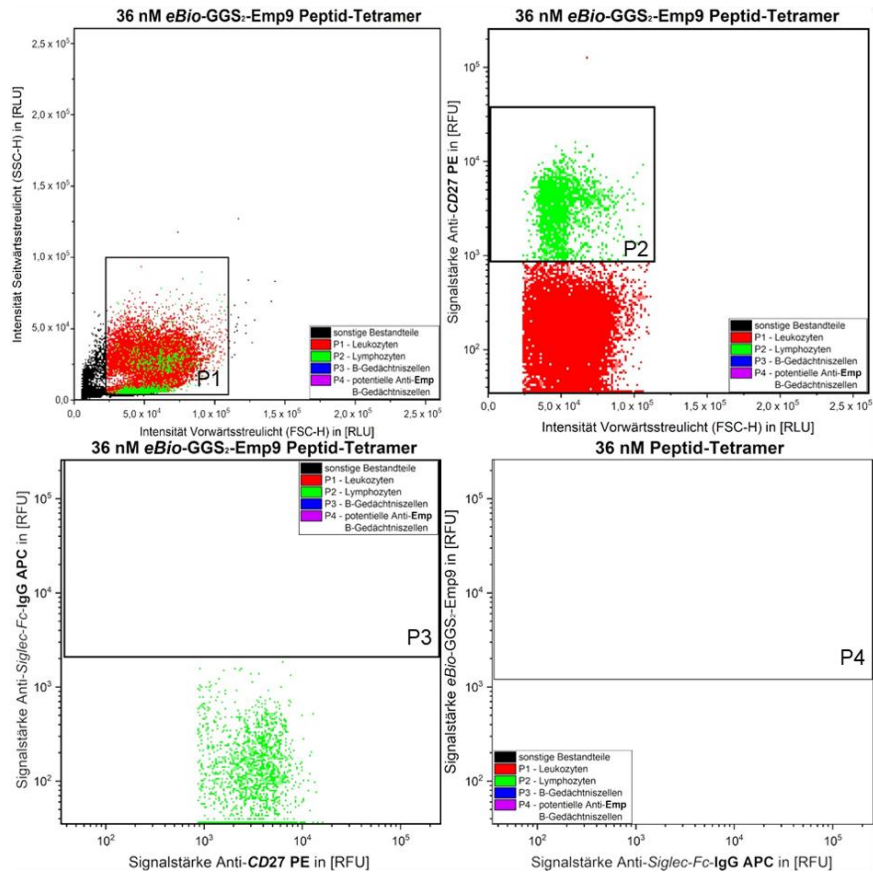 36 nM eBio-GGS₂-Emp9 Peptid-Tetramer
Intensität Seitwärtsstreulicht (SSC-H) in [RLU]
2,5 x 10⁵
2,0 x 10⁵
1,5 x 10⁵
1,0 x 10⁵
5,0 x 10⁴
0,0
P1
sonstige Bestandteile
P1 - Leukozyten
P2 - Lymphozyten
P3 - B-Gedächtniszellen
P4 - potentielle Anti-Emp
B-Gedächtniszellen
0,0
5,0 x 10⁴
1,0 x 10⁵
1,5 x 10⁵
2,0 x 10⁵
2,5 x 10⁵
Intensität Vorwärtsstreulicht (FSC-H) in [RLU]
36 nM eBio-GGS₂-Emp9 Peptid-Tetramer
Signalstärke Anti-CD27 PE in [RFU]
10⁵
10⁴
10³
10²
P2
sonstige Bestandteile
P1 - Leukozyten
P2 - Lymphozyten
P3 - B-Gedächtniszellen
P4 - potentielle Anti-Emp
B-Gedächtniszellen
0,0
5,0 x 10⁴
1,0 x 10⁵
1,5 x 10⁵
2,0 x 10⁵
2,5 x 10⁵
Intensität Vorwärtsstreulicht (FSC-H) in [RLU]
36 nM eBio-GGS₂-Emp9 Peptid-Tetramer
Signalstärke Anti-Siglec-Fc-IgG APC in [RFU]
10⁵
10⁴
10³
10²
sonstige Bestandteile
P1 - Leukozyten
P2 - Lymphozyten
P3 - B-Gedächtniszellen
P4 - potentielle Anti-Emp
B-Gedächtniszellen
P3
10²
10³
10⁴
10⁵
Signalstärke Anti-CD27 PE in [RFU]
36 nM Peptid-Tetramer
Signalstärke eBio-GGS₂-Emp9 in [RFU]
10⁵
10⁴
10³
10²
P4
sonstige Bestandteile
P1 - Leukozyten
P2 - Lymphozyten
P3 - B-Gedächtniszellen
P4 - potentielle Anti-Emp
B-Gedächtniszellen
10²
10³
10⁴
10⁵
Signalstärke Anti-Siglec-Fc-IgG APC in [RFU]